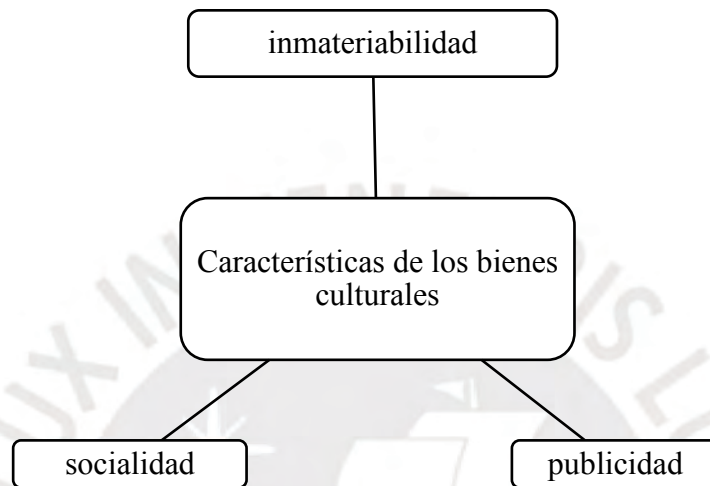 inmateriabilidad
Características de los bienes
culturales
socialidad
publicidad